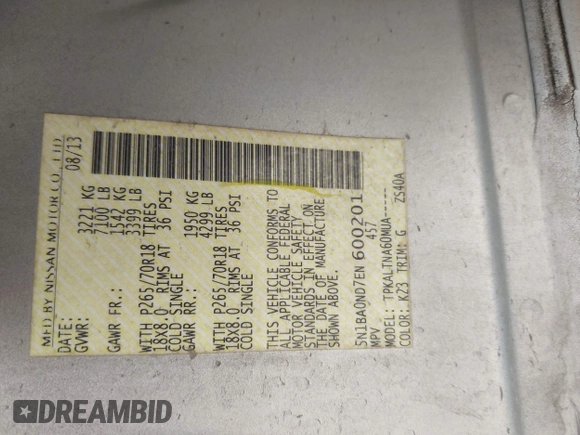 MFD BY NISSAN MOTOR CO., LTD
DATE: 08/13
GVWR: 3221 KG
7100 LB
GAWR FR.: 1542 KG
3399 LB
WITH P265/70R18 TIRES
18X8.0 RIMS AT 36 PSI
COLD SINGLE
GAWR RR.: 1950 KG
4299 LB
WITH P265/70R18 TIRES
18X8.0 RIMS AT 36 PSI
COLD SINGLE
THIS VEHICLE CONFORMS TO
ALL APPLICABLE FEDERAL
MOTOR VEHICLE SAFETY
STANDARDS IN EFFECT ON
THE DATE OF MANUFACTURE
SHOWN ABOVE.
5N1BA0ND7EN 600201
MPV 457
MODEL: TPKALTNA60MUA-----
COLOR: K23 TRIM: G ZS40A
DREAMBID